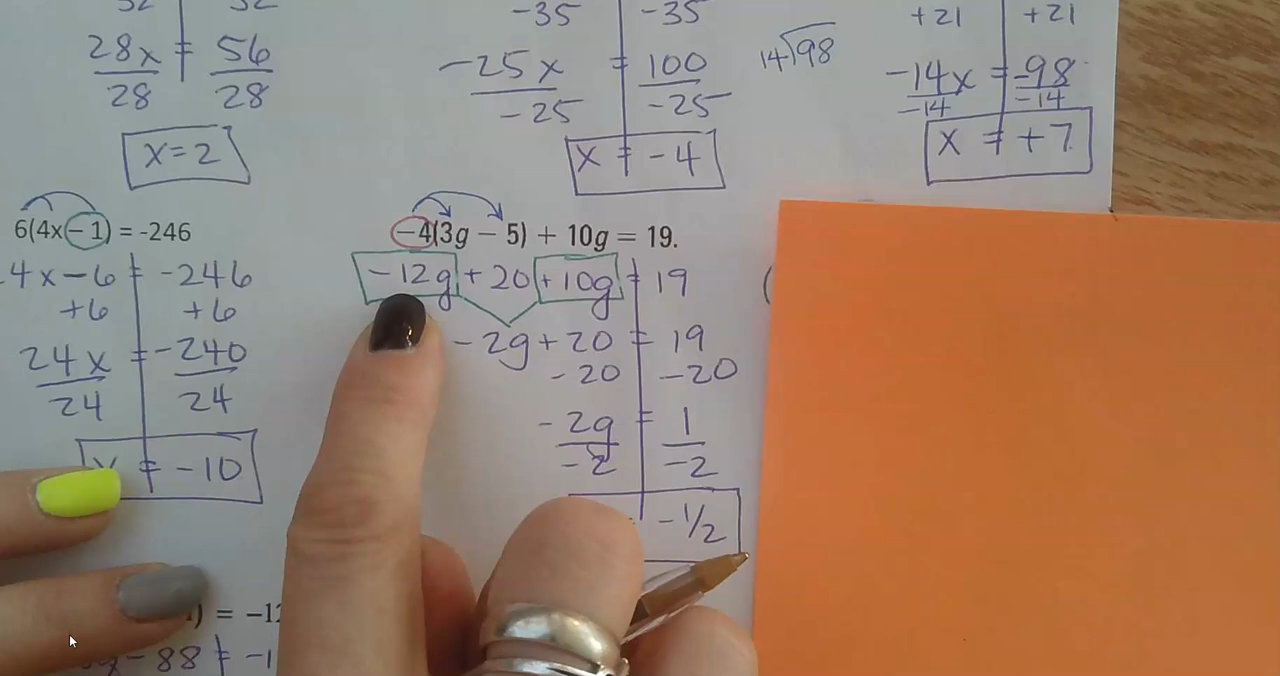 28x = 56
28 28
x = 2
-35 -35
-25x = 100
-25
x = -4
14)98
+21 +21
-14x = -98
-14 -14
x = +7
6(4x - 1) = -246
4x - 6 = -246
+6 +6
24x = -240
24 24
= -10
-4(3g - 5) + 10g = 19.
-12g + 20 + 10g = 19
-2g + 20 = 19
-20 -20
-2g = 1
-2 -2
-1/2
) = -12
- 88 = -1